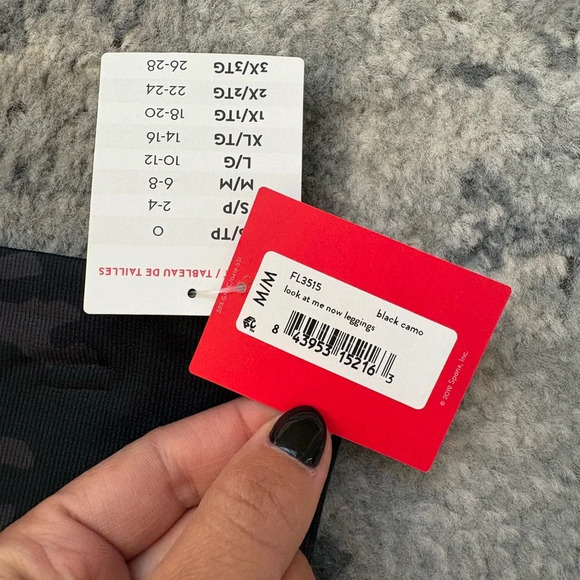 / TABLEAU DE TAILLES
0
S/P 2-4
M/M 6-8
L/G 10-12
XL/TG 14-16
1X/1TG 18-20
2X/2TG 22-24
3X/3TG 26-28
M/M
FL3515
look at me now leggings
black camo
8 43953 15216 3
© 2019 Spanx, Inc.